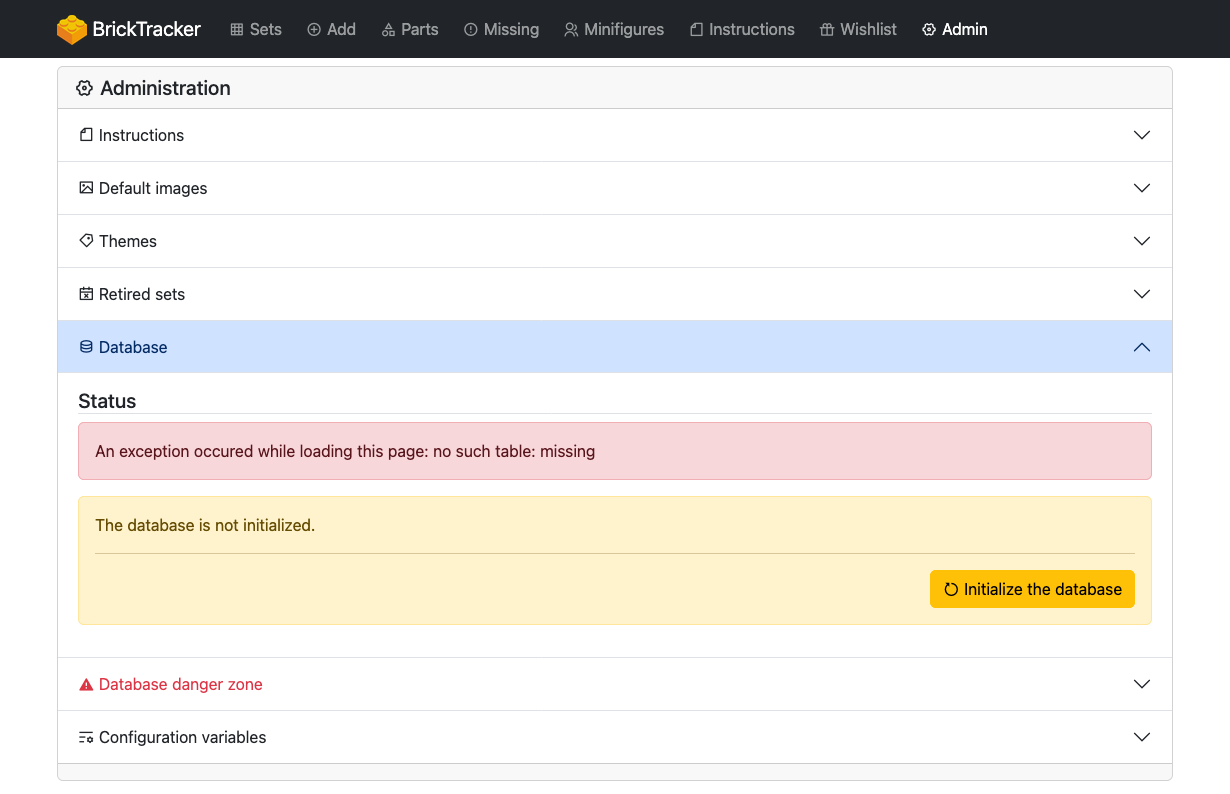 BrickTracker Sets Add Parts Missing Minifigures Instructions Wishlist Admin
Administration
Instructions
Default images
Themes
Retired sets
Database
Status
An exception occured while loading this page: no such table: missing
The database is not initialized.
Initialize the database
Database danger zone
Configuration variables